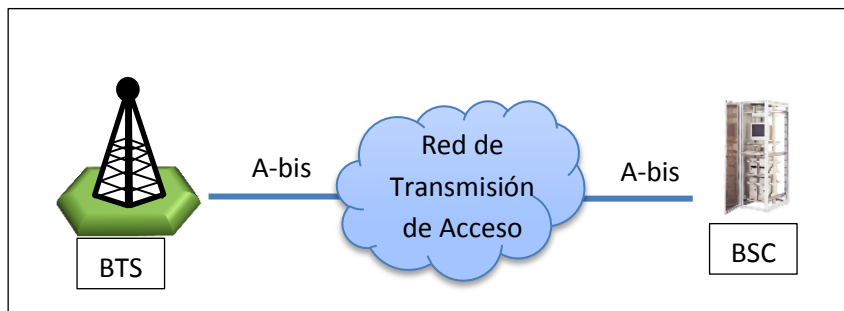 A-bis
Red de
Transmisión
de Acceso
A-bis
BTS
BSC